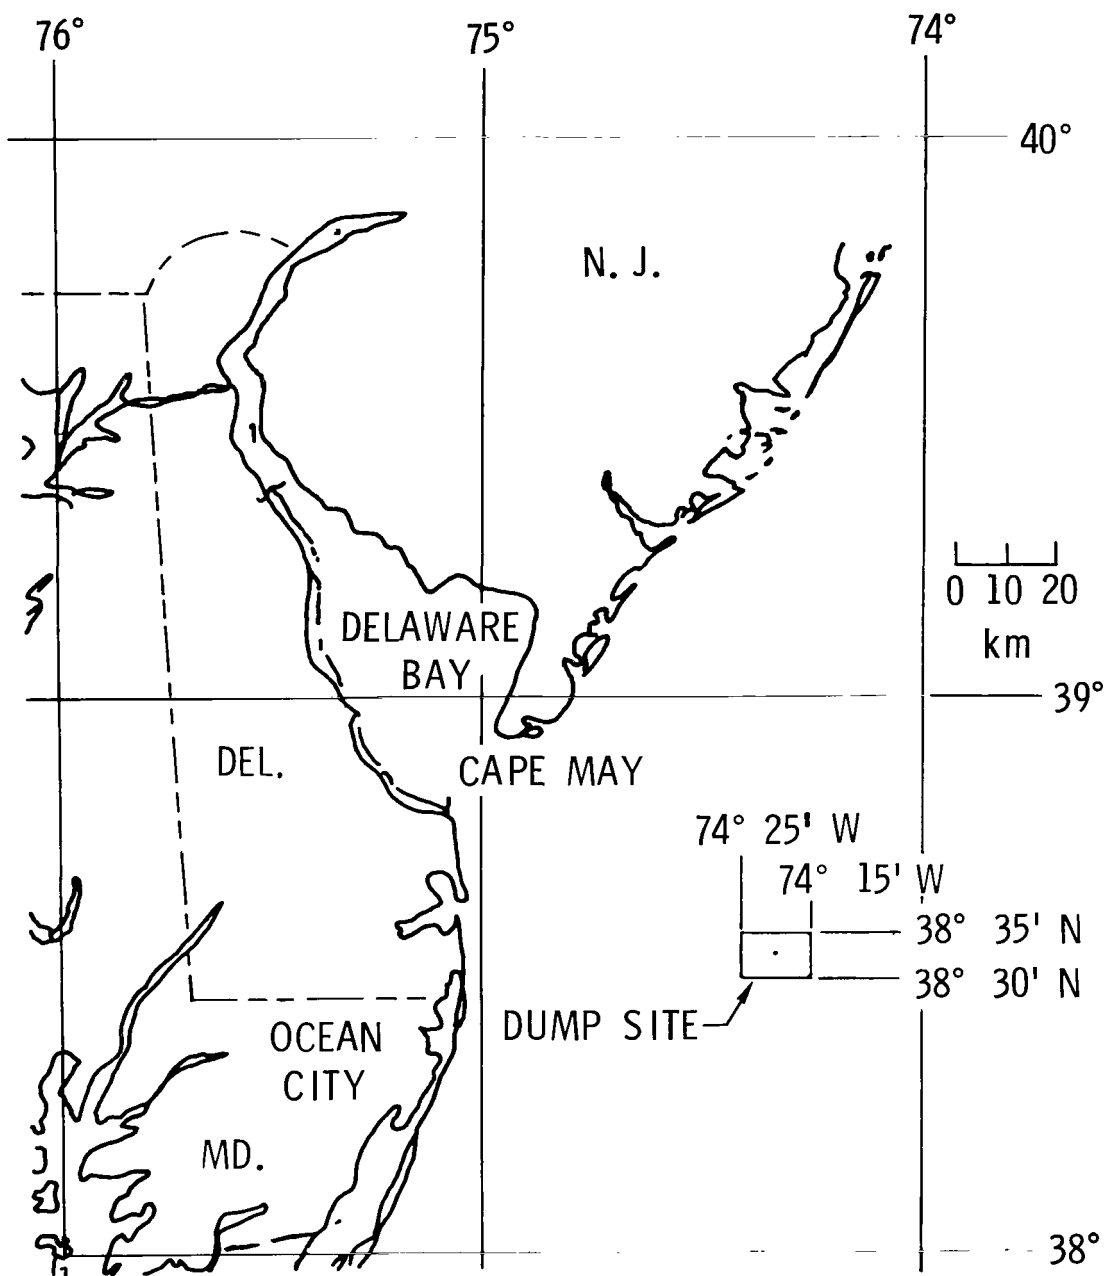 76° 75° 74°
40°
N. J.
0 10 20
km
DELAWARE
BAY
39°
DEL.
CAPE MAY
74° 25' W
74° 15' W
38° 35' N
38° 30' N
DUMP SITE
OCEAN
CITY
MD.
38°